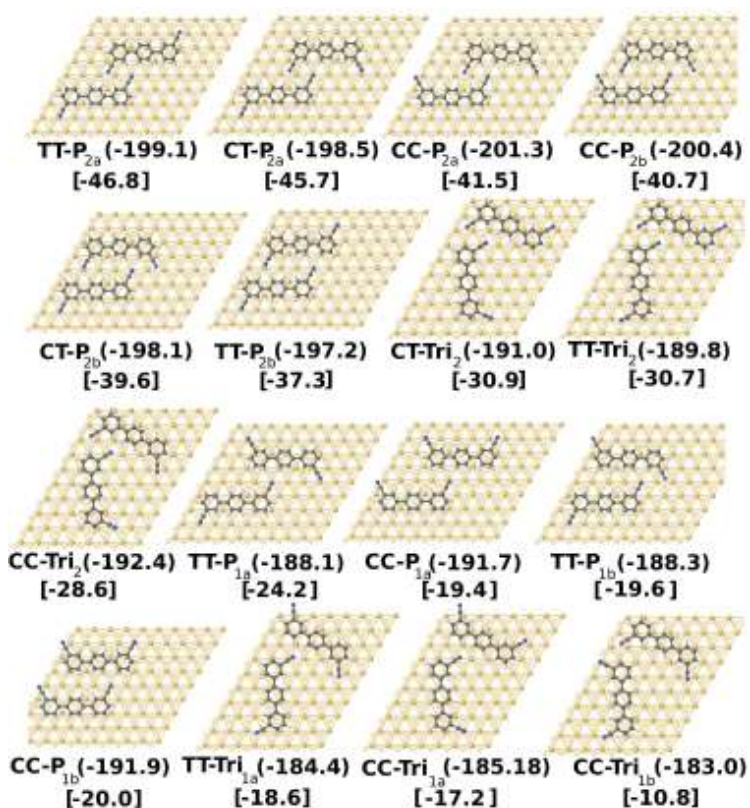 TT-P2a(-199.1) CT-P2a(-198.5) CC-P2a(-201.3) CC-P2b(-200.4)
[-46.8] [-45.7] [-41.5] [-40.7]
CT-P2b(-198.1) TT-P2b(-197.2) CT-Tri2(-191.0) TT-Tri2(-189.8)
[-39.6] [-37.3] [-30.9] [-30.7]
CC-Tri2(-192.4) TT-P1a(-188.1) CC-P1a(-191.7) TT-P1b(-188.3)
[-28.6] [-24.2] [-19.4] [-19.6]
CC-P1b(-191.9) TT-Tri1a(-184.4) CC-Tri1a(-185.18) CC-Tri1b(-183.0)
[-20.0] [-18.6] [-17.2] [-10.8]